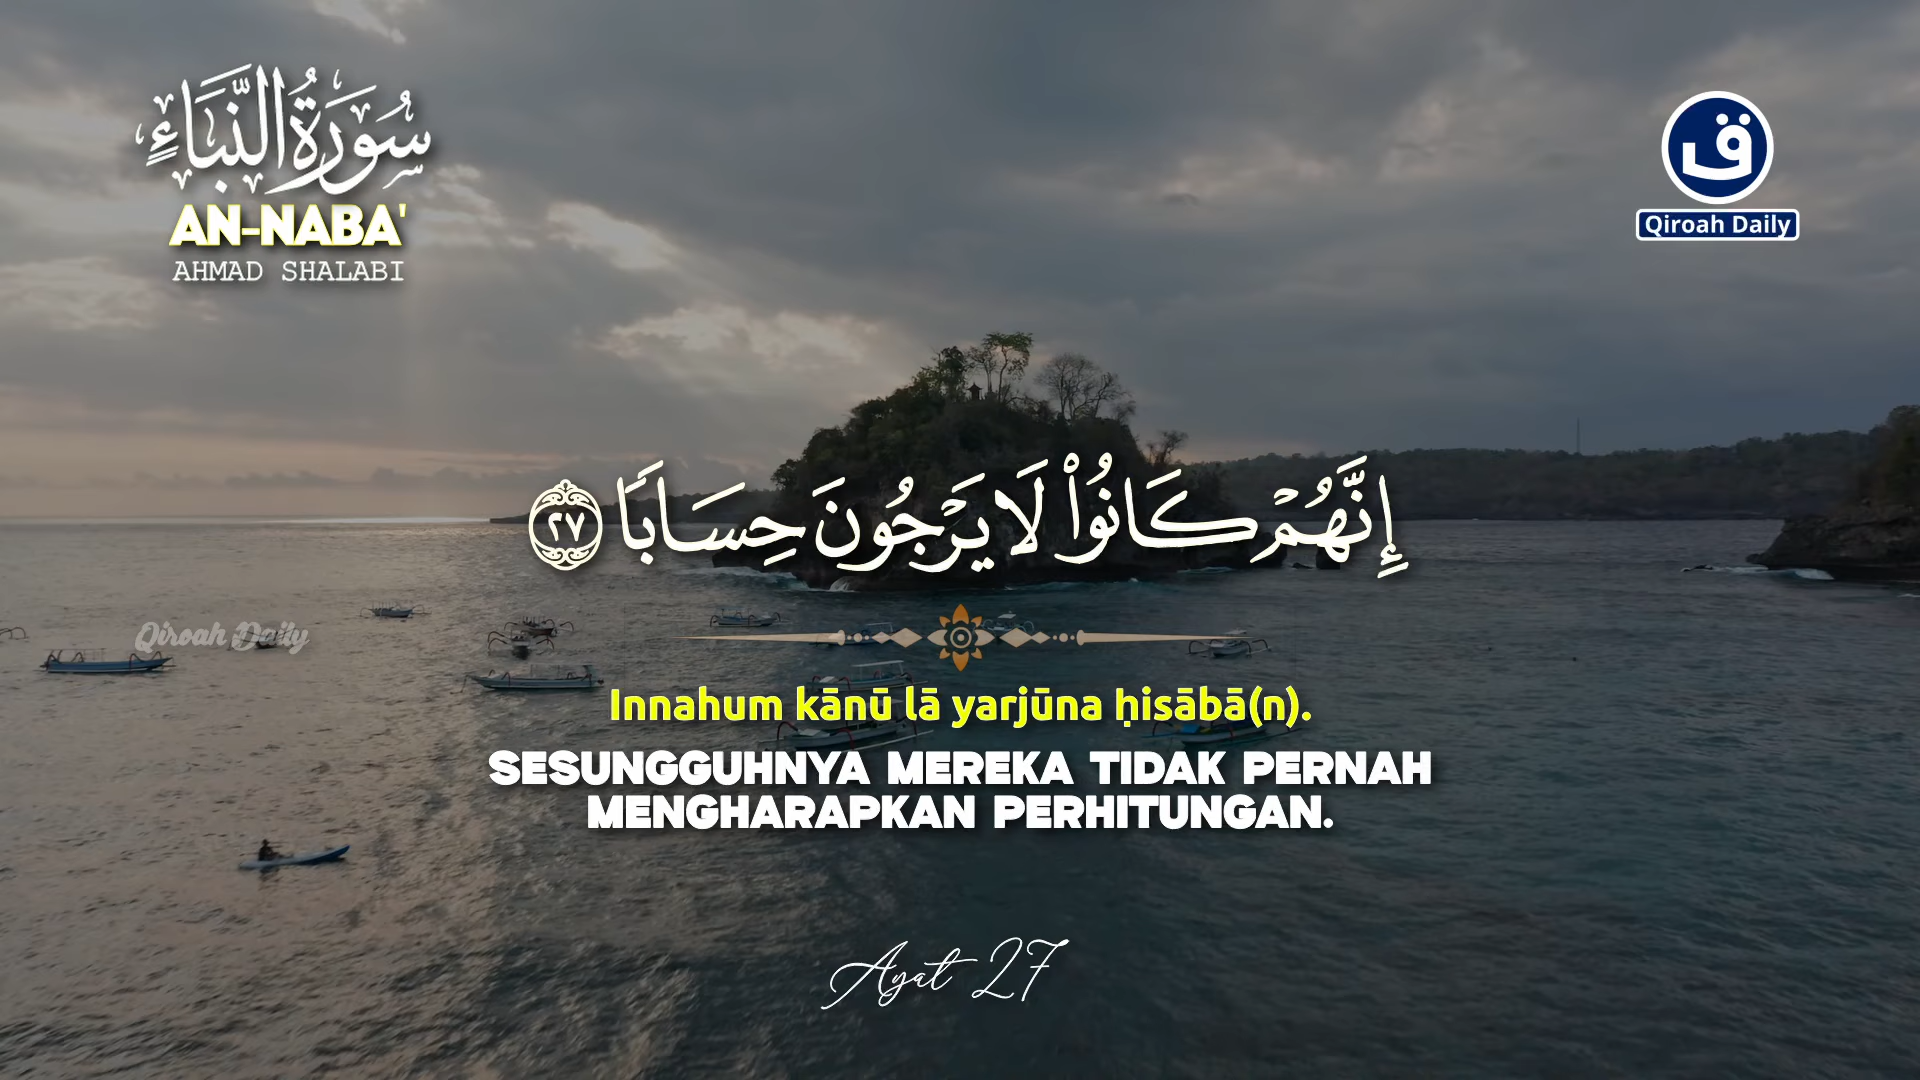 سُورَةُ النَّبَاءِ
AN-NABA'
AHMAD SHALABI
ق
Qiroah Daily
إِنَّهُمْ كَانُوا۟ لَا يَرْجُونَ حِسَابًا ٢٧
Qiroah Daily
Innahum kānū lā yarjūna ḥisābā(n).
SESUNGGUHNYA MEREKA TIDAK PERNAH
MENGHARAPKAN PERHITUNGAN.
Ayat 27